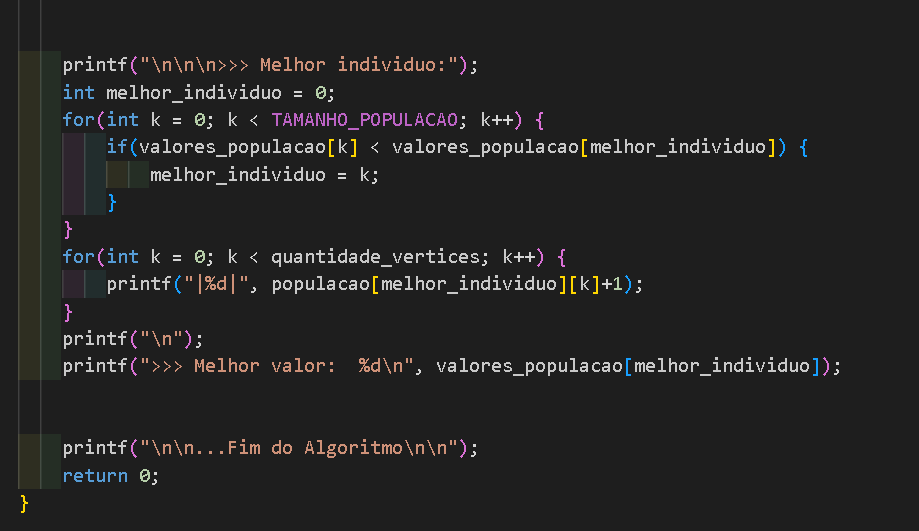 printf("\n\n\n>>> Melhor individuo:");
int melhor_individuo = 0;
for(int k = 0; k < TAMANHO_POPULACAO; k++) {
if(valores_populacao[k] < valores_populacao[melhor_individuo]) {
melhor_individuo = k;
}
}
for(int k = 0; k < quantidade_vertices; k++) {
printf("|%d|", populacao[melhor_individuo][k]+1);
}
printf("\n");
printf(">>> Melhor valor:  %d\n", valores_populacao[melhor_individuo]);
printf("\n\n...Fim do Algoritmo\n\n");
return 0;
}